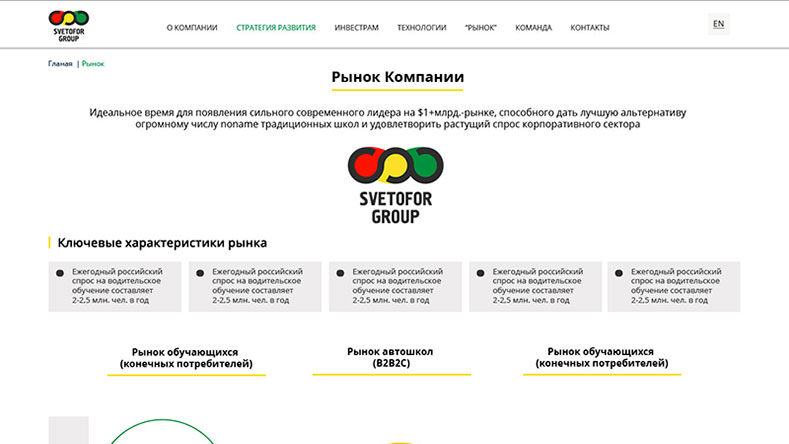 SVETOFOR
GROUP
О КОМПАНИИ СТРАТЕГИЯ РАЗВИТИЯ ИНВЕСТРАМ ТЕХНОЛОГИИ "РЫНОК" КОМАНДА КОНТАКТЫ EN
Гланая | Рынок
Рынок Компании
Идеальное время для появления сильного современного лидера на $1+млрд.-рынке, способного дать лучшую альтернативу
огромному числу noname традиционных школ и удовлетворить растущий спрос корпоративного сектора
SVETOFOR
GROUP
Ключевые характеристики рынка
Ежегодный российский
спрос на водительское
обучение составляет
2-2,5 млн. чел. в год
Ежегодный российский
спрос на водительское
обучение составляет
2-2,5 млн. чел. в год
Ежегодный российский
спрос на водительское
обучение составляет
2-2,5 млн. чел. в год
Ежегодный российский
спрос на водительское
обучение составляет
2-2,5 млн. чел. в год
Ежегодный российский
спрос на водительское
обучение составляет
2-2,5 млн. чел. в год
Рынок обучающихся
(конечных потребителей)
Рынок автошкол
(B2B2C)
Рынок обучающихся
(конечных потребителей)